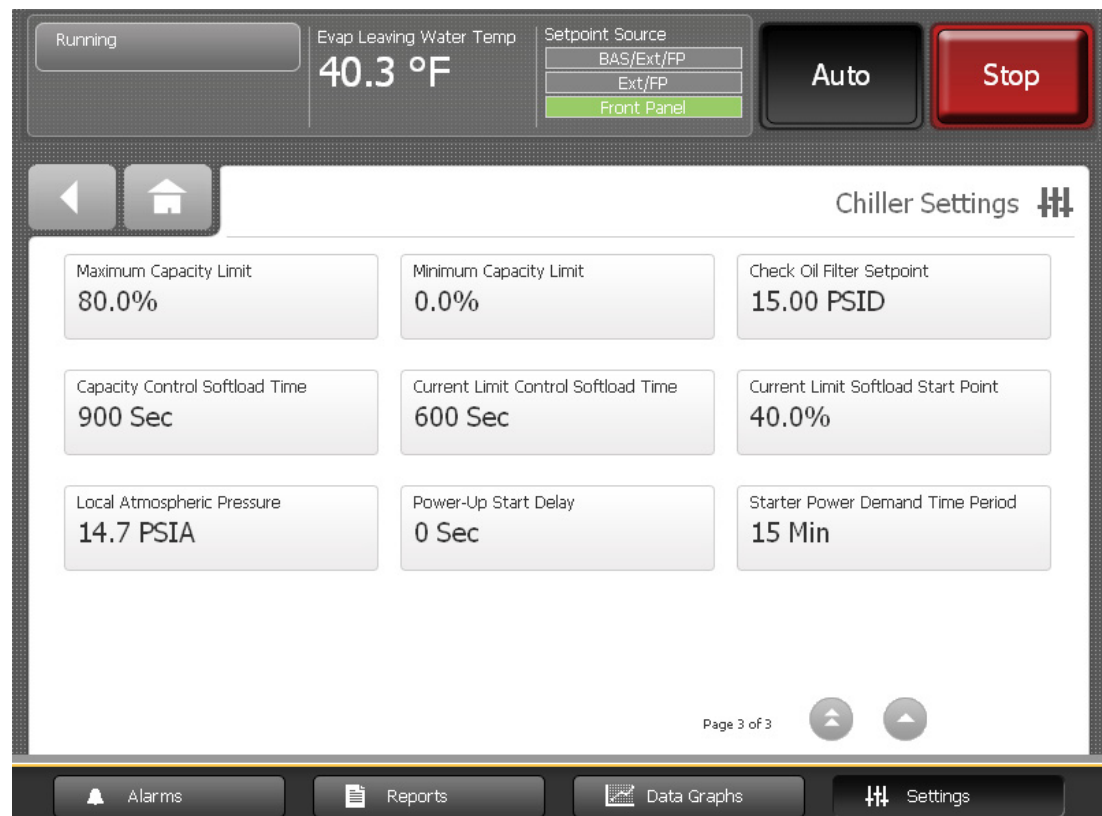 Running
Evap Leaving Water Temp
40.3 °F
Setpoint Source
BAS/Ext/FP
Ext/FP
Front Panel
Auto
Stop
Chiller Settings
Maximum Capacity Limit
80.0%
Minimum Capacity Limit
0.0%
Check Oil Filter Setpoint
15.00 PSID
Capacity Control Softload Time
900 Sec
Current Limit Control Softload Time
600 Sec
Current Limit Softload Start Point
40.0%
Local Atmospheric Pressure
14.7 PSIA
Power-Up Start Delay
0 Sec
Starter Power Demand Time Period
15 Min
Page 3 of 3
Alarms
Reports
Data Graphs
Settings